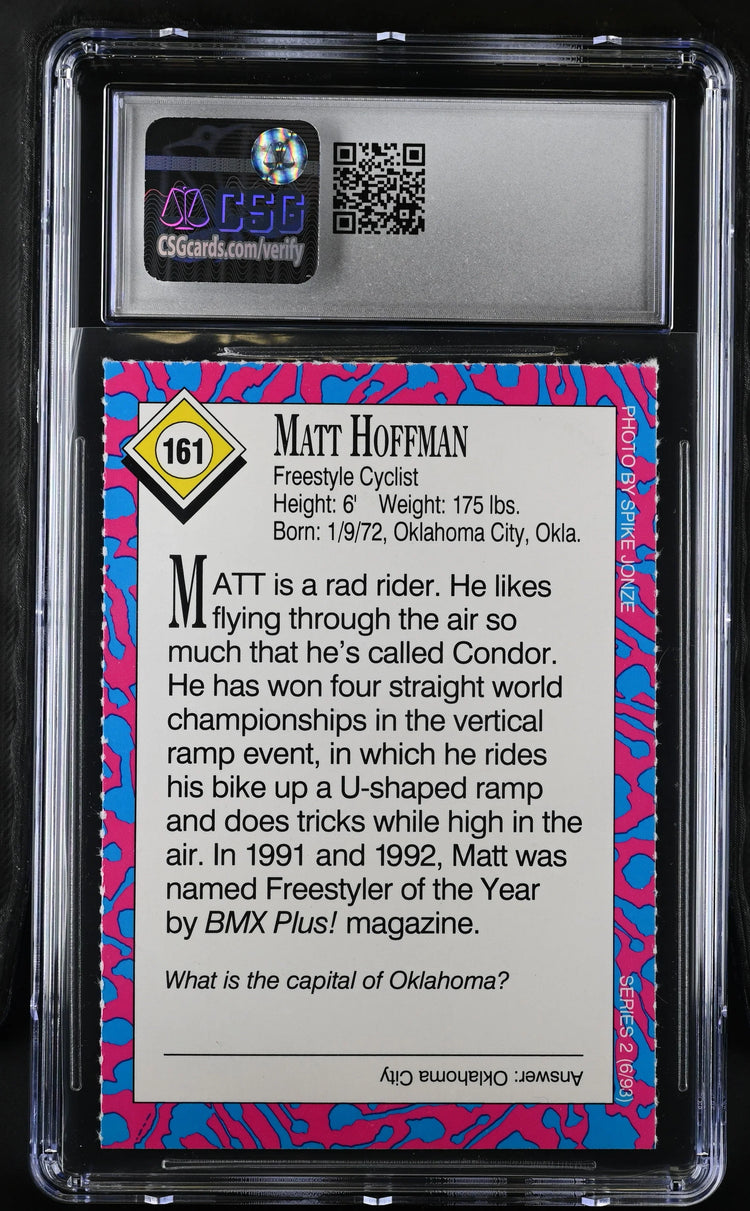 CSG
CSGcards.com/verify
161
MATT HOFFMAN
Freestyle Cyclist
Height: 6' Weight: 175 lbs.
Born: 1/9/72, Oklahoma City, Okla.
MATT is a rad rider. He likes
flying through the air so
much that he's called Condor.
He has won four straight world
championships in the vertical
ramp event, in which he rides
his bike up a U-shaped ramp
and does tricks while high in the
air. In 1991 and 1992, Matt was
named Freestyler of the Year
by BMX Plus! magazine.
What is the capital of Oklahoma?
Answer: Oklahoma City
PHOTO BY SPIKE JONZE
SERIES 2 (6/93)